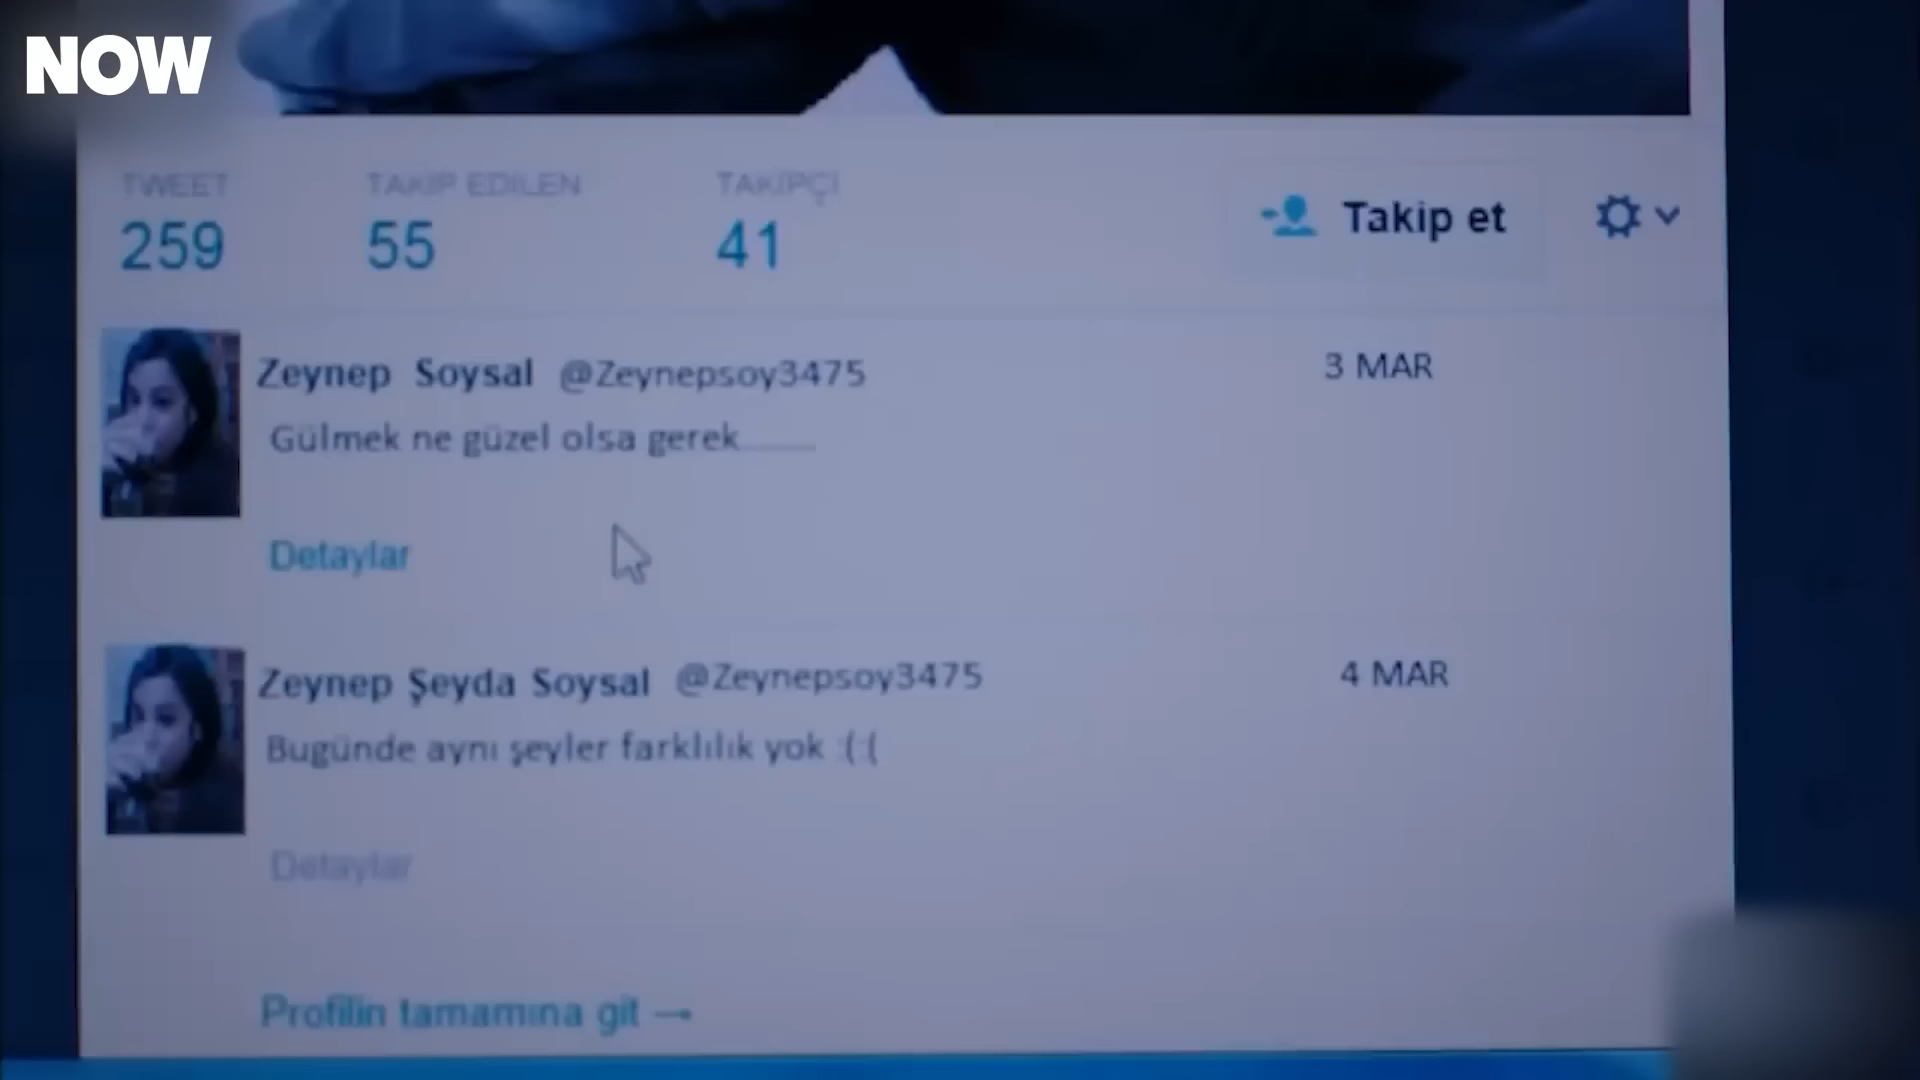 NOW
TWEET TAKİP EDİLEN TAKİPÇİ
259 55 41 Takip et
Zeynep Soysal @Zeynepsoy3475 3 MAR
Gülmek ne güzel olsa gerek.........
Detaylar
Zeynep Şeyda Soysal @Zeynepsoy3475 4 MAR
Bugünde aynı şeyler farklılık yok :(:(
Detaylar
Profilin tamamına git →